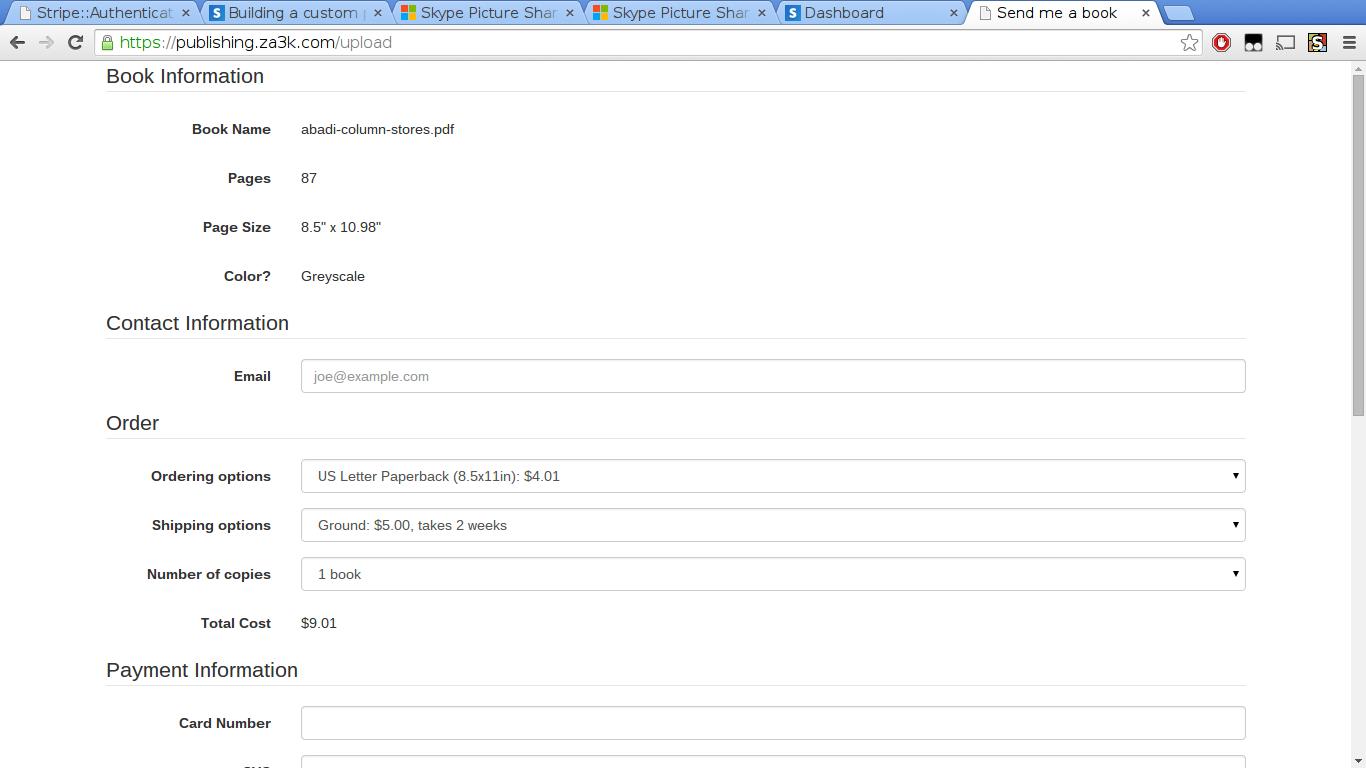 Stripe::Authenticat
Building a custom
Skype Picture Shar
Skype Picture Shar
Dashboard
Send me a book
https://publishing.za3k.com/upload
Book Information
Book Name abadi-column-stores.pdf
Pages 87
Page Size 8.5" x 10.98"
Color? Greyscale
Contact Information
Email joe@example.com
Order
Ordering options US Letter Paperback (8.5x11in): $4.01
Shipping options Ground: $5.00, takes 2 weeks
Number of copies 1 book
Total Cost $9.01
Payment Information
Card Number